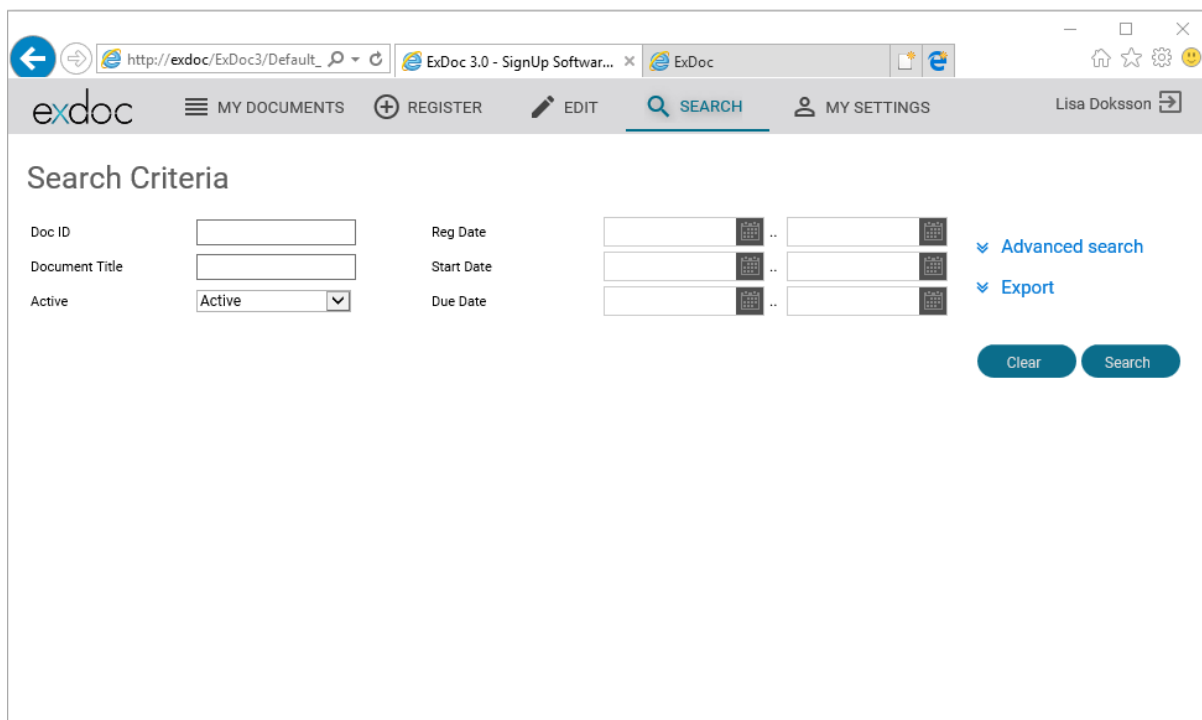 http://exdoc/ExDoc3/Default_
ExDoc 3.0 - SignUp Softwar...
ExDoc
exdoc
MY DOCUMENTS
REGISTER
EDIT
SEARCH
MY SETTINGS
Lisa Doksson
Search Criteria
Doc ID
Reg Date
..
Document Title
Start Date
..
Active
Active
Due Date
..
Advanced search
Export
Clear
Search